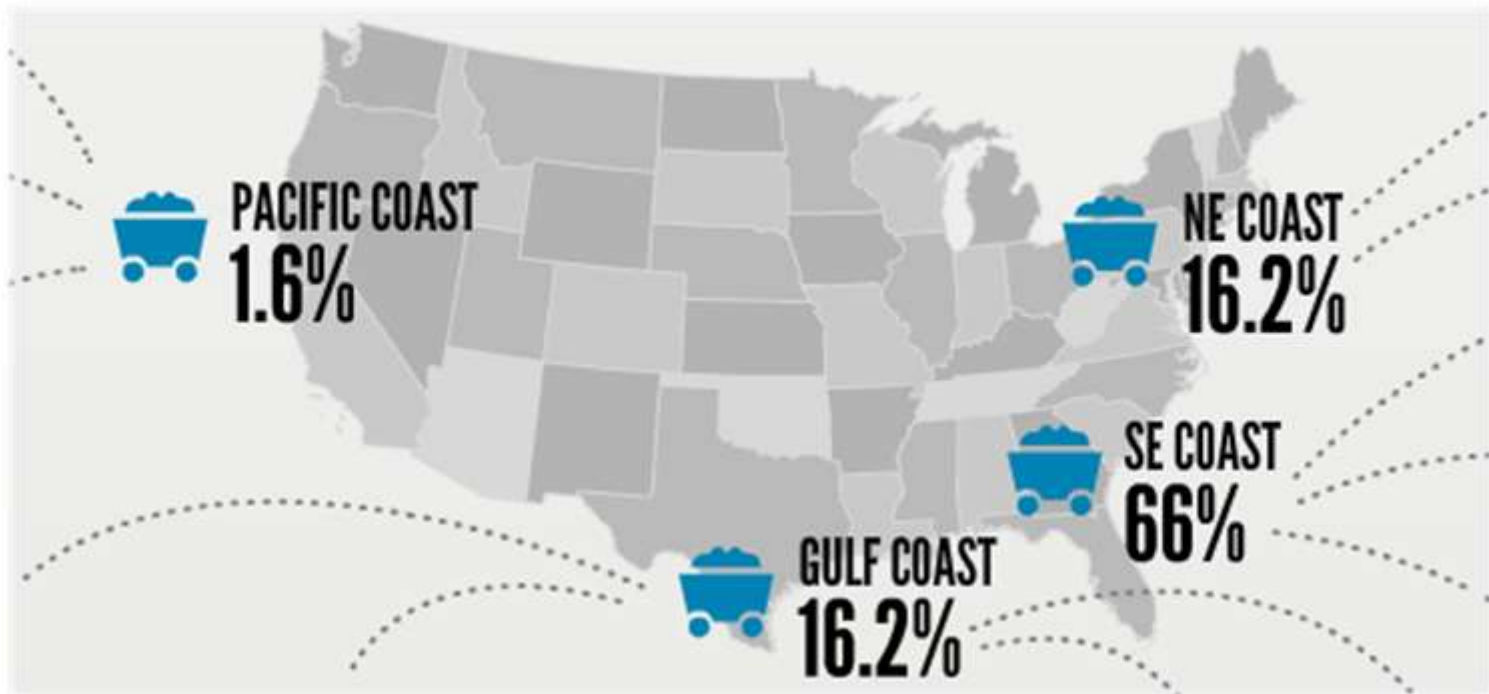 PACIFIC COAST
1.6%
NE COAST
16.2%
SE COAST
66%
GULF COAST
16.2%